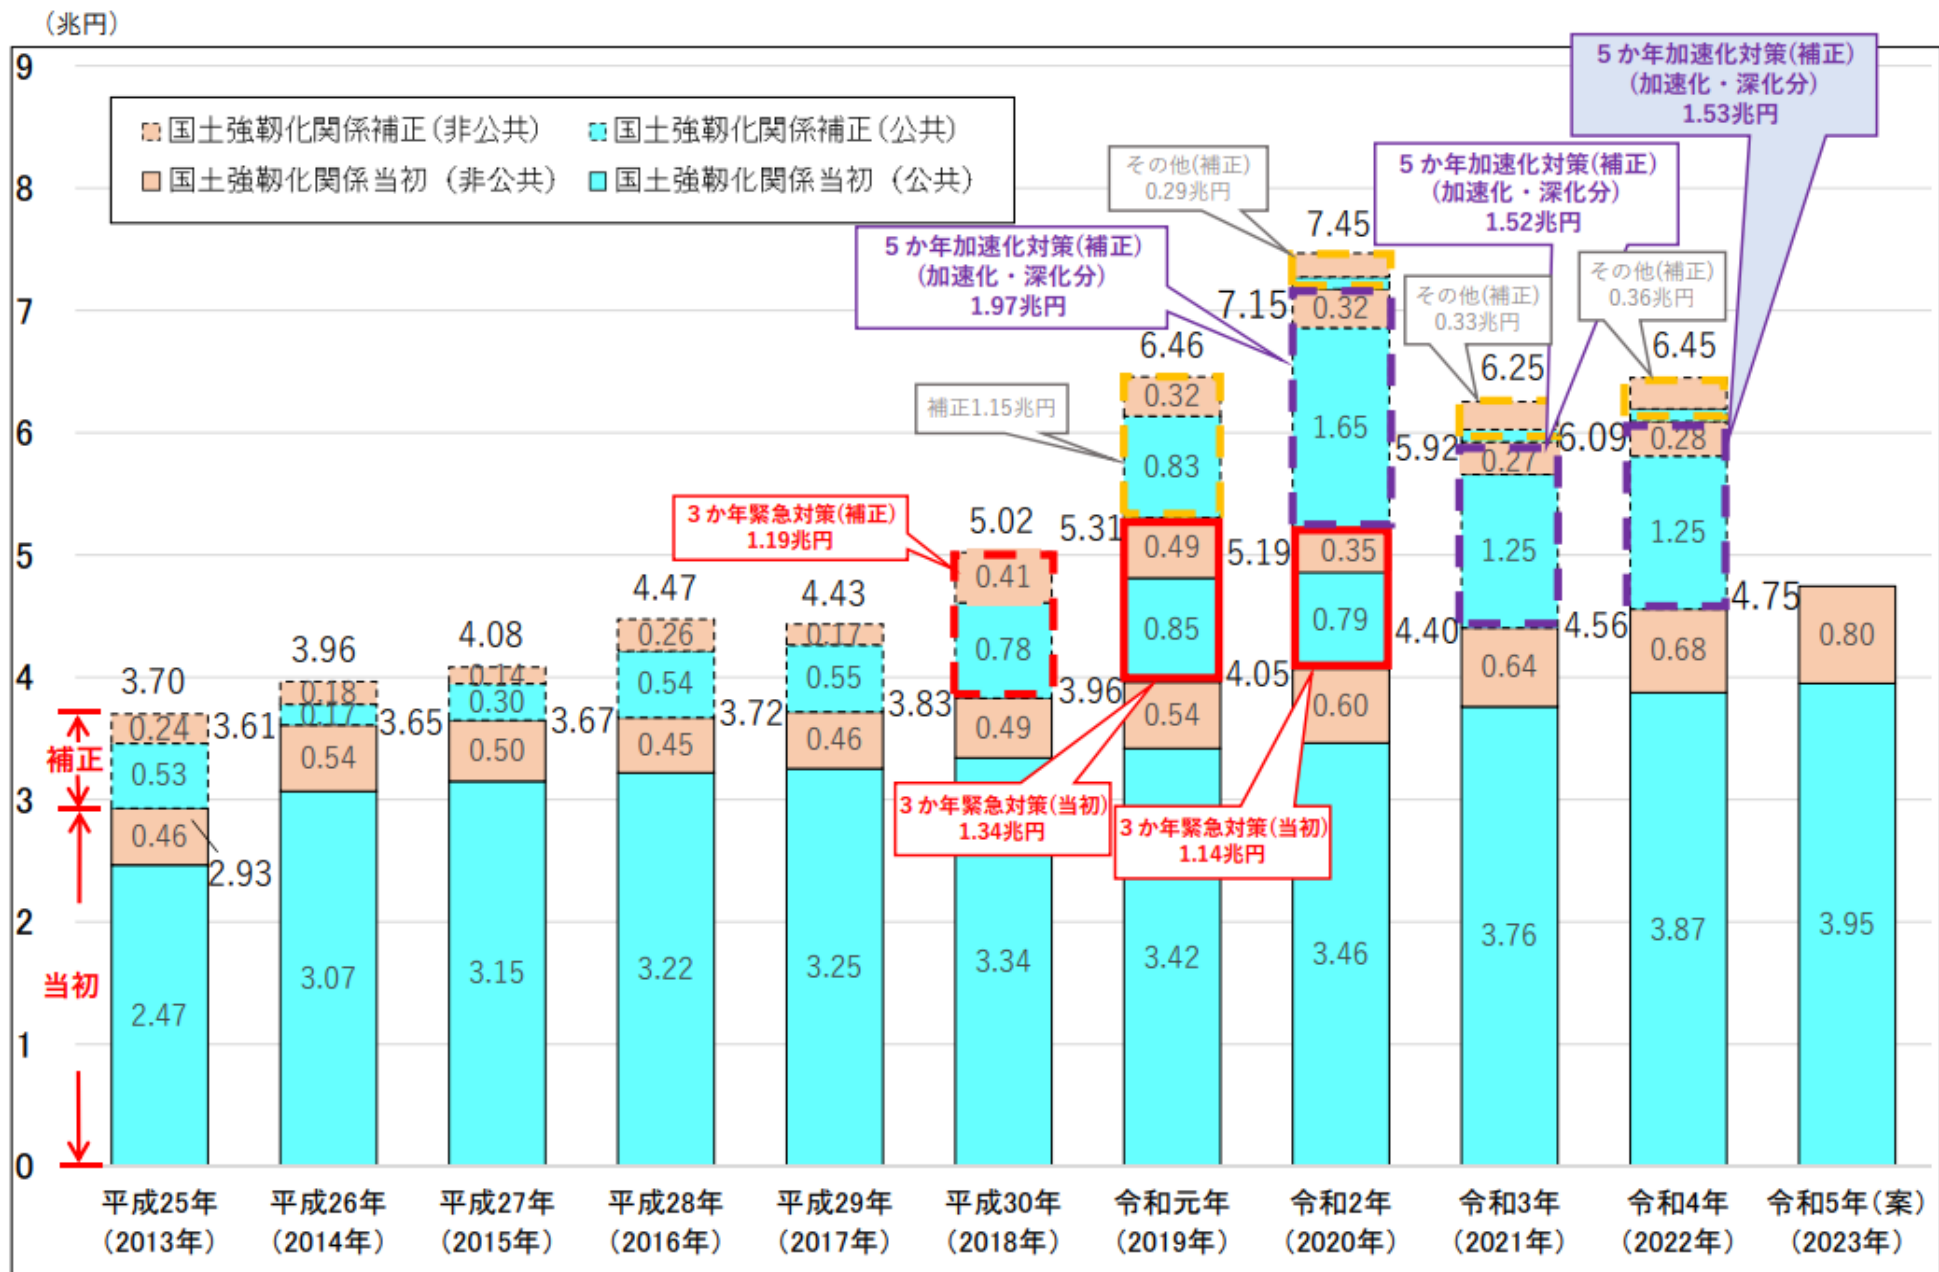 （兆円）
9
8
7
6
5
4
3
2
1
0
国土強靱化関係補正(非公共)
国土強靱化関係補正(公共)
国土強靱化関係当初（非公共）
国土強靱化関係当初（公共）
補正
当初
3.70
0.24
0.53
0.46
2.93
2.47
3.96
0.18
0.17
3.61
0.54
3.07
4.08
0.14
0.30
3.65
0.50
3.15
4.47
0.26
0.54
3.67
0.45
3.22
4.43
0.17
0.55
3.72
0.46
3.25
3か年緊急対策(補正)
1.19兆円
5.02
0.41
0.78
3.83
0.49
3.34
補正1.15兆円
6.46
0.32
0.83
5.31
0.49
0.85
3.96
0.54
3か年緊急対策(当初)
1.34兆円
3.42
5か年加速化対策(補正)
(加速化・深化分)
1.97兆円
その他(補正)
0.29兆円
7.45
7.15
0.32
1.65
5.19
0.35
0.79
4.05
0.60
3か年緊急対策(当初)
1.14兆円
3.46
5か年加速化対策(補正)
(加速化・深化分)
1.52兆円
その他(補正)
0.33兆円
6.25
5.92
0.27
1.25
4.40
0.64
3.76
5か年加速化対策(補正)
(加速化・深化分)
1.53兆円
その他(補正)
0.36兆円
6.45
6.09
0.28
1.25
4.56
0.68
3.87
4.75
0.80
3.95
平成25年
（2013年）
平成26年
（2014年）
平成27年
（2015年）
平成28年
（2016年）
平成29年
（2017年）
平成30年
（2018年）
令和元年
（2019年）
令和2年
（2020年）
令和3年
（2021年）
令和4年
（2022年）
令和5年（案）
（2023年）